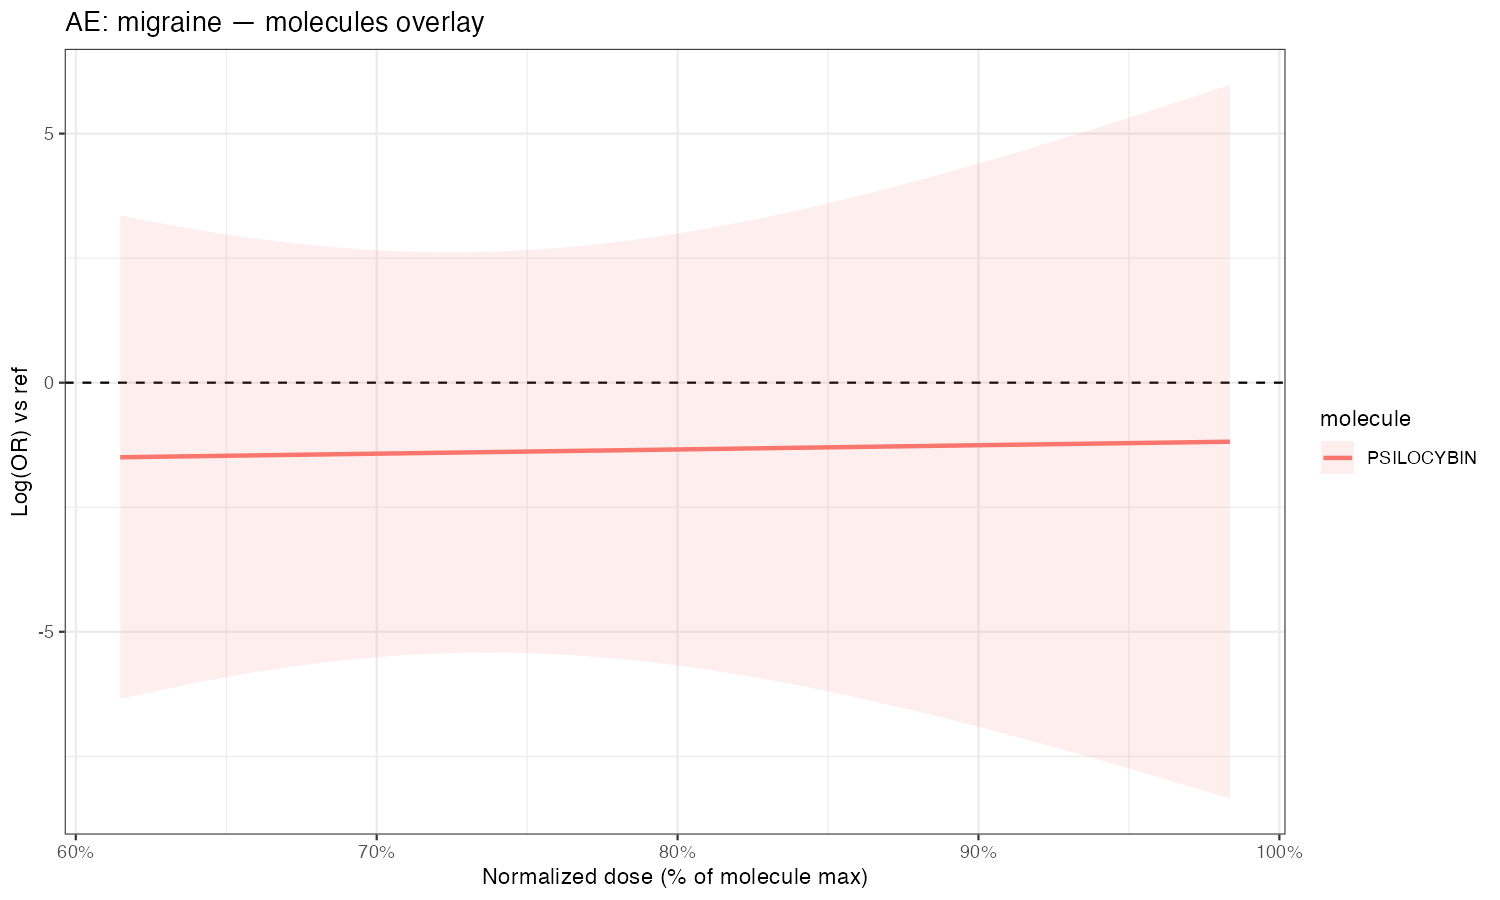 AE: migraine — molecules overlay
Log(OR) vs ref
5
0
-5
60%
70%
80%
90%
100%
Normalized dose (% of molecule max)
molecule
PSILOCYBIN